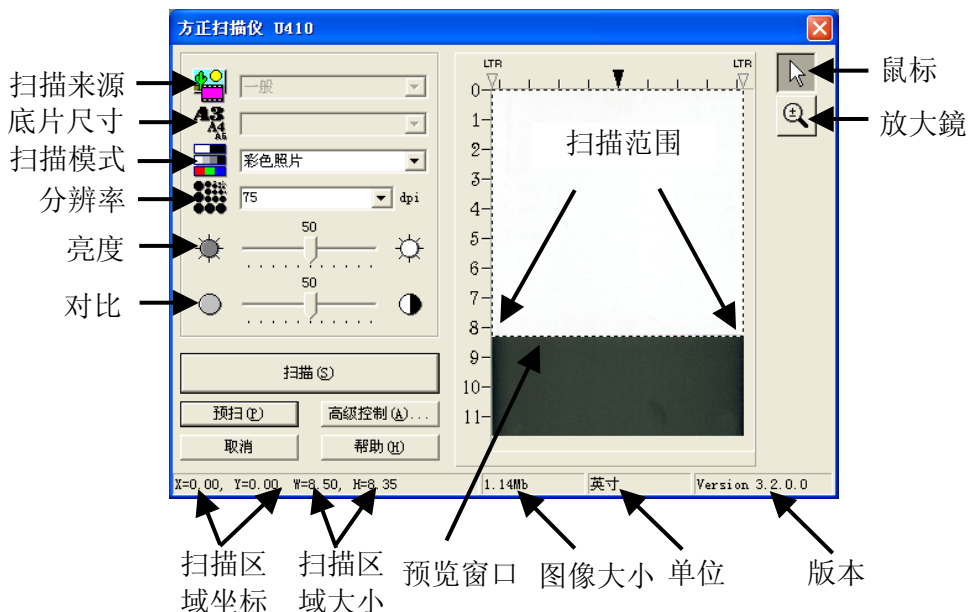 方正扫描仪 U410
扫描来源
一般
底片尺寸
A3
A4
A5
扫描模式
彩色照片
分辨率
75
dpi
亮度
50
对比
50
扫描(S)
预扫(P)
高级控制(A)...
取消
帮助(H)
LTR
LTR
0
1
2
3
4
5
6
7
8
9
10
11
扫描范围
鼠标
放大鏡
X=0.00, Y=0.00, W=8.50, H=8.35
1.14Mb
英寸
Version 3.2.0.0
扫描区
域坐标
扫描区
域大小
预览窗口
图像大小
单位
版本